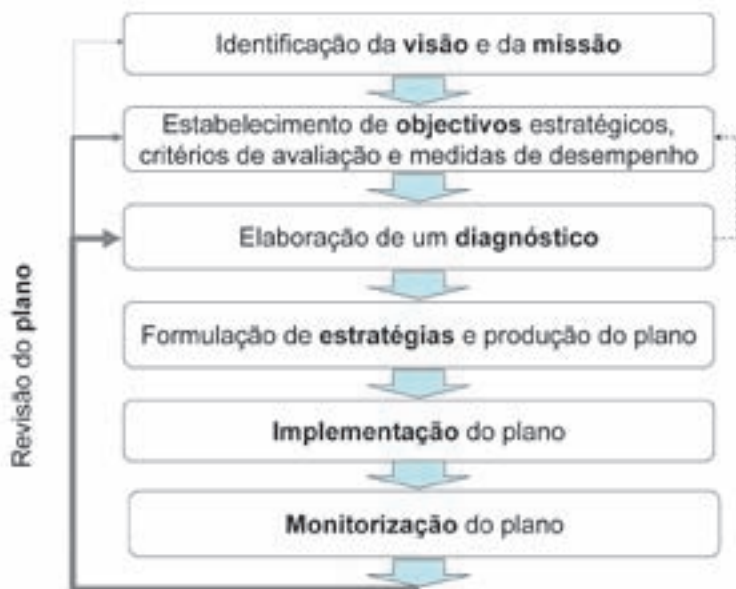 Identificação da visão e da missão
Estabelecimento de objectivos estratégicos,
critérios de avaliação e medidas de desempenho
Elaboração de um diagnóstico
Formulação de estratégias e produção do plano
Implementação do plano
Monitorização do plano
Revisão do plano